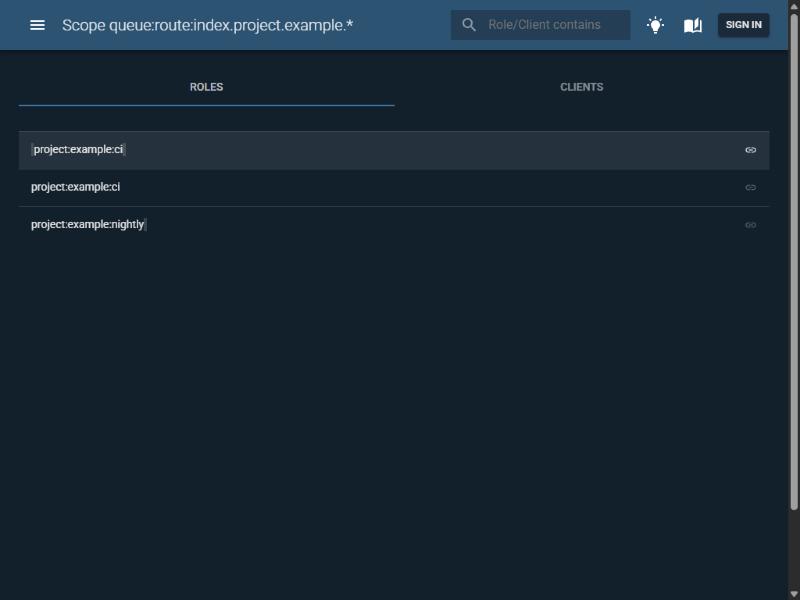 Scope queue:route:index.project.example.*
Role/Client contains
SIGN IN
ROLES
CLIENTS
project:example:ci
project:example:ci
project:example:nightly